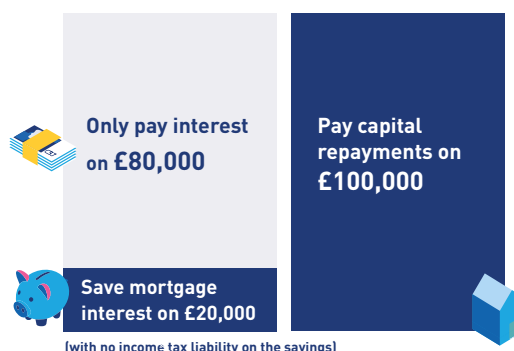 Only pay interest
on £80,000
Pay capital
repayments on
£100,000
Save mortgage
interest on £20,000
(with no income tax liability on the savings)